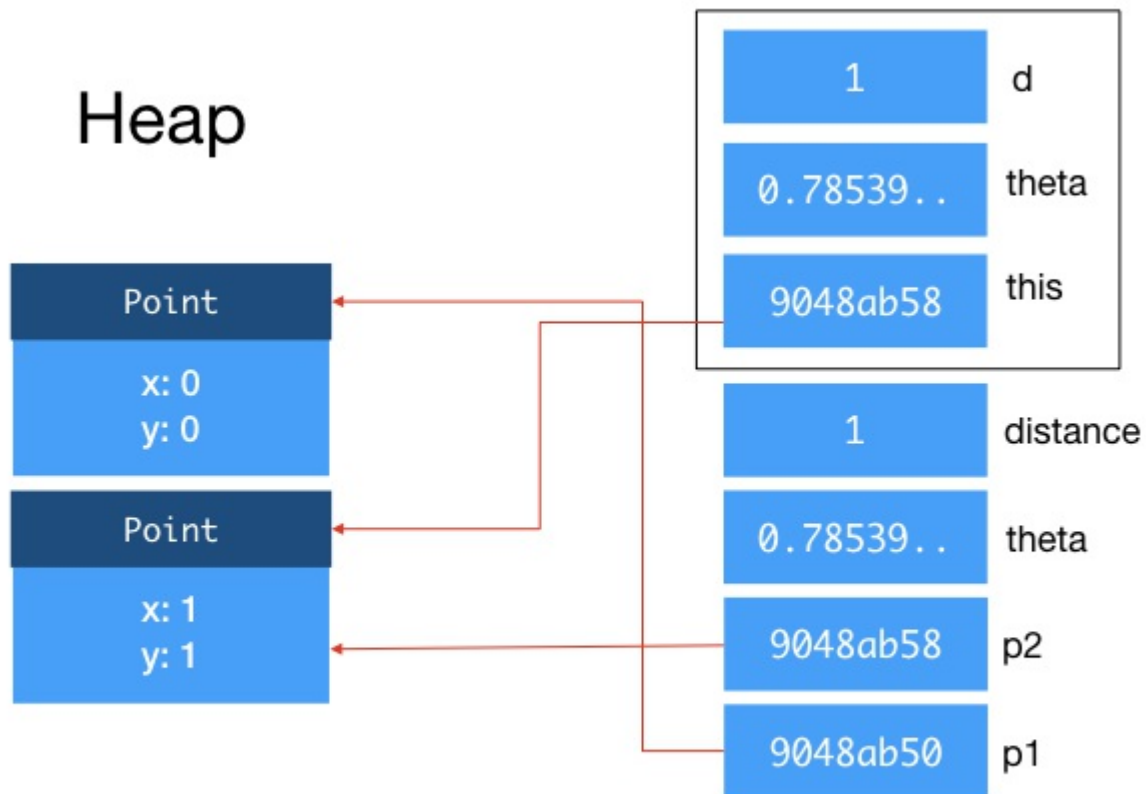 Heap
Point
x: 0
y: 0
Point
x: 1
y: 1
1 d
0.78539.. theta
9048ab58 this
1 distance
0.78539.. theta
9048ab58 p2
9048ab50 p1